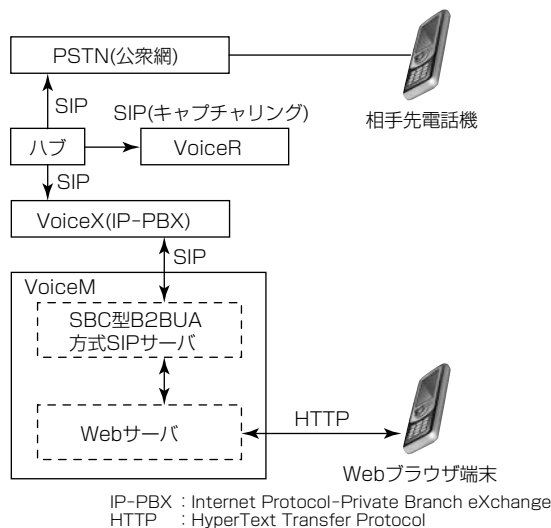 PSTN(公衆網)
相手先電話機
SIP
SIP(キャプチャリング)
ハブ
VoiceR
SIP
VoiceX(IP-PBX)
SIP
VoiceM
SBC型B2BUA
方式SIPサーバ
Webサーバ
HTTP
Webブラウザ端末
IP-PBX : Internet Protocol-Private Branch eXchange
HTTP : HyperText Transfer Protocol